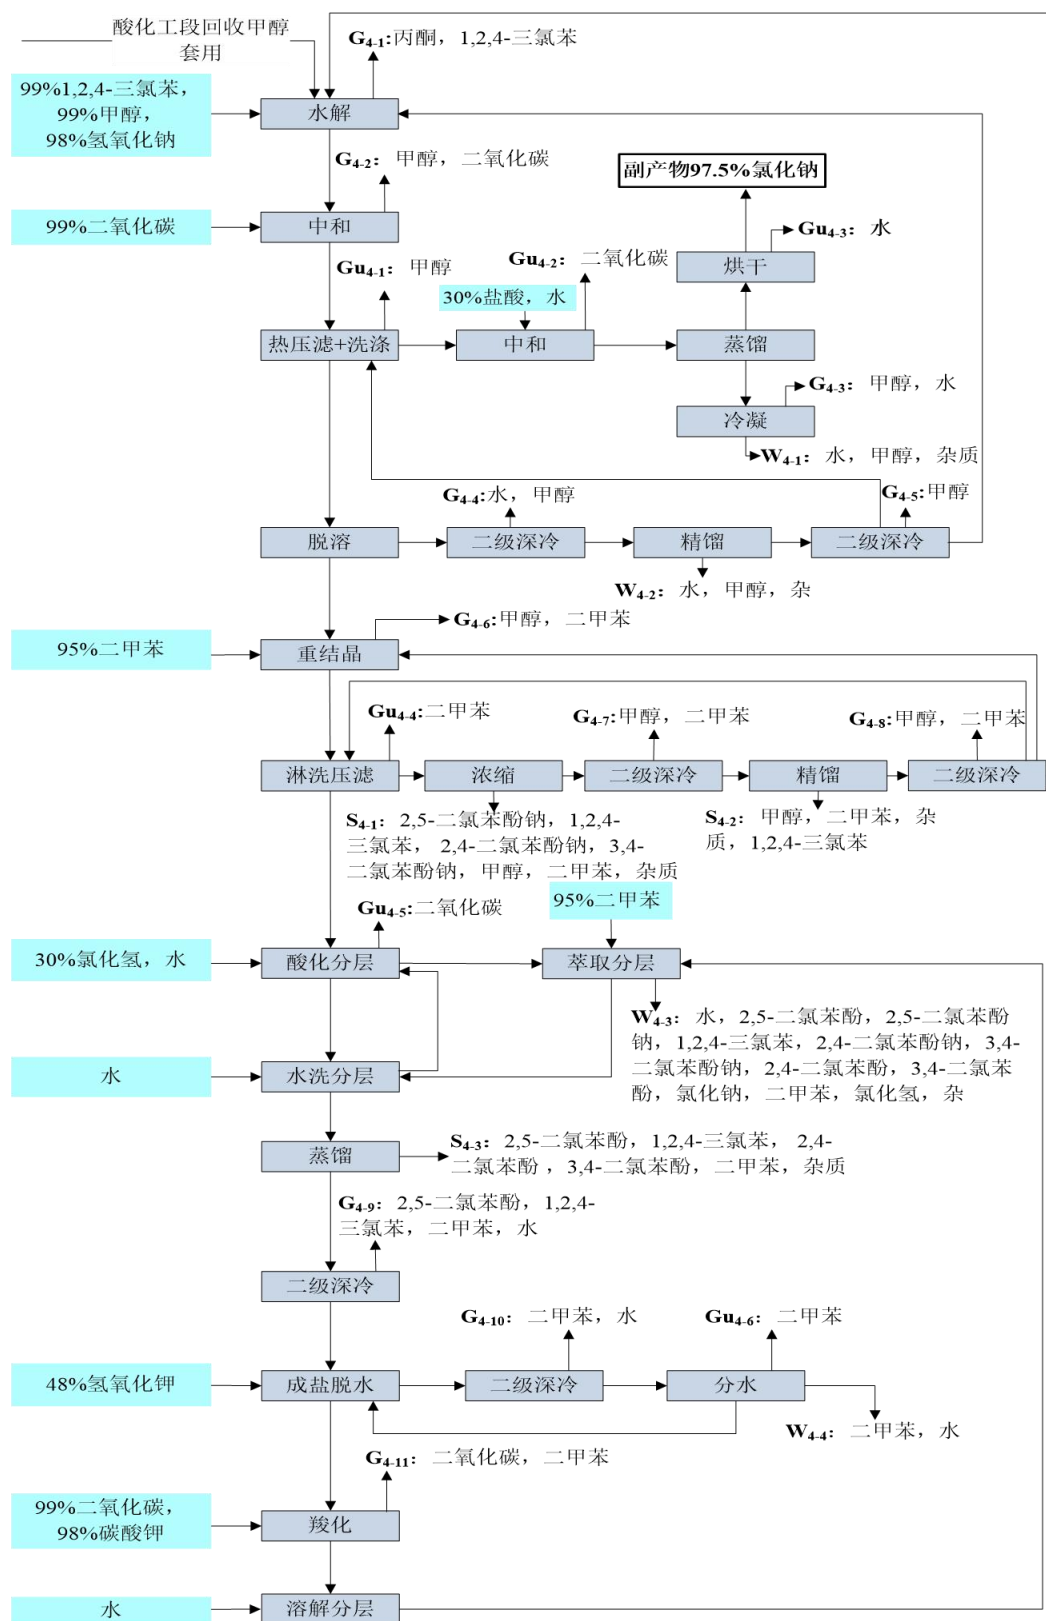 酸化工段回收甲醇
套用
G4-1:丙酮，1,2,4-三氯苯
99%1,2,4-三氯苯，
99%甲醇，
98%氢氧化钠
水解
G4-2： 甲醇，二氧化碳
副产物97.5%氯化钠
99%二氧化碳
中和
Gu4-3： 水
Gu4-1： 甲醇
Gu4-2： 二氧化碳
烘干
30%盐酸，水
热压滤+洗涤
中和
蒸馏
G4-3： 甲醇，水
冷凝
W4-1： 水，甲醇，杂质
G4-4:水，甲醇
G4-5:甲醇
脱溶
二级深冷
精馏
二级深冷
W4-2： 水，甲醇，杂
G4-6:甲醇，二甲苯
95%二甲苯
重结晶
Gu4-4:二甲苯
G4-7:甲醇，二甲苯
G4-8:甲醇，二甲苯
淋洗压滤
浓缩
二级深冷
精馏
二级深冷
S4-1： 2,5-二氯苯酚钠，1,2,4-
三氯苯， 2,4-二氯苯酚钠，3,4-
二氯苯酚钠，甲醇，二甲苯，杂质
S4-2： 甲醇，二甲苯，杂
质，1,2,4-三氯苯
95%二甲苯
Gu4-5:二氧化碳
30%氯化氢，水
酸化分层
萃取分层
W4-3： 水，2,5-二氯苯酚，2,5-二氯苯酚
钠，1,2,4-三氯苯，2,4-二氯苯酚钠，3,4-
二氯苯酚钠，2,4-二氯苯酚，3,4-二氯苯
酚，氯化钠，二甲苯，氯化氢，杂
水
水洗分层
蒸馏
S4-3： 2,5-二氯苯酚，1,2,4-三氯苯， 2,4-
二氯苯酚 ，3,4-二氯苯酚，二甲苯，杂质
G4-9： 2,5-二氯苯酚，1,2,4-
三氯苯，二甲苯，水
二级深冷
G4-10： 二甲苯，水
Gu4-6： 二甲苯
48%氢氧化钾
成盐脱水
二级深冷
分水
W4-4： 二甲苯，水
G4-11： 二氧化碳，二甲苯
99%二氧化碳，
98%碳酸钾
羧化
水
溶解分层